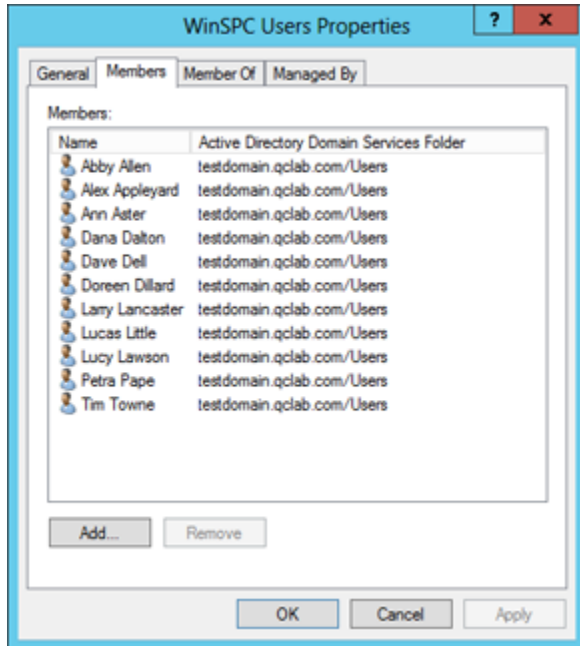 WinSPC Users Properties
? x
General Members Member Of Managed By
Members:
Name Active Directory Domain Services Folder
Abby Allen testdomain.qclab.com/Users
Alex Appleyard testdomain.qclab.com/Users
Ann Aster testdomain.qclab.com/Users
Dana Dalton testdomain.qclab.com/Users
Dave Dell testdomain.qclab.com/Users
Doreen Dillard testdomain.qclab.com/Users
Larry Lancaster testdomain.qclab.com/Users
Lucas Little testdomain.qclab.com/Users
Lucy Lawson testdomain.qclab.com/Users
Petra Pape testdomain.qclab.com/Users
Tim Towne testdomain.qclab.com/Users
Add... Remove
OK Cancel Apply